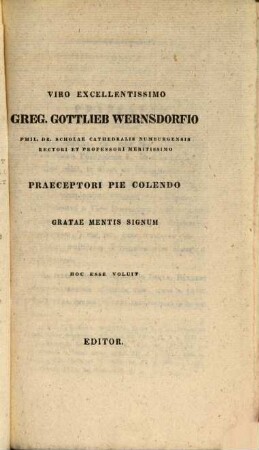 VIRO EXCELLENTISSIMO
GREG. GOTTLIEB WERNSDORFIO
PHIL. DR. SCHOLAE CATHEDRALIS NUMBURGENSIS
RECTORI ET PROFESSORI MERITISSIMO
PRAECEPTORI PIE COLENDO
GRATAE MENTIS SIGNUM
HOC ESSE VOLUIT
EDITOR.